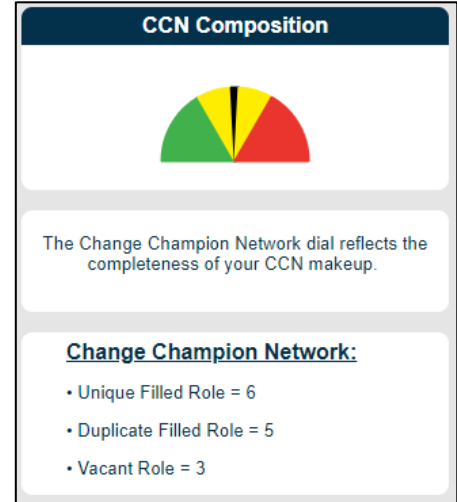 CCN Composition
The Change Champion Network dial reflects the
completeness of your CCN makeup.
Change Champion Network:
• Unique Filled Role = 6
• Duplicate Filled Role = 5
• Vacant Role = 3